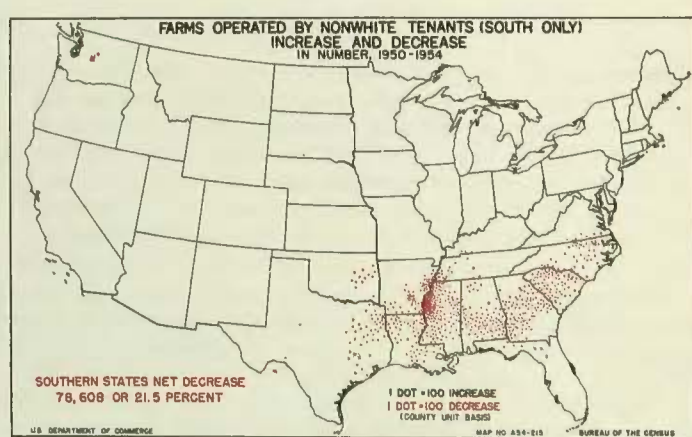 FARMS OPERATED BY NONWHITE TENANTS (SOUTH ONLY)
INCREASE AND DECREASE
IN NUMBER, 1950-1954
SOUTHERN STATES NET DECREASE
78,608 OR 21.5 PERCENT
1 DOT=100 INCREASE
1 DOT=100 DECREASE
(COUNTY UNIT BASIS)
U.S. DEPARTMENT OF COMMERCE
MAP NO A54-215
BUREAU OF THE CENSUS